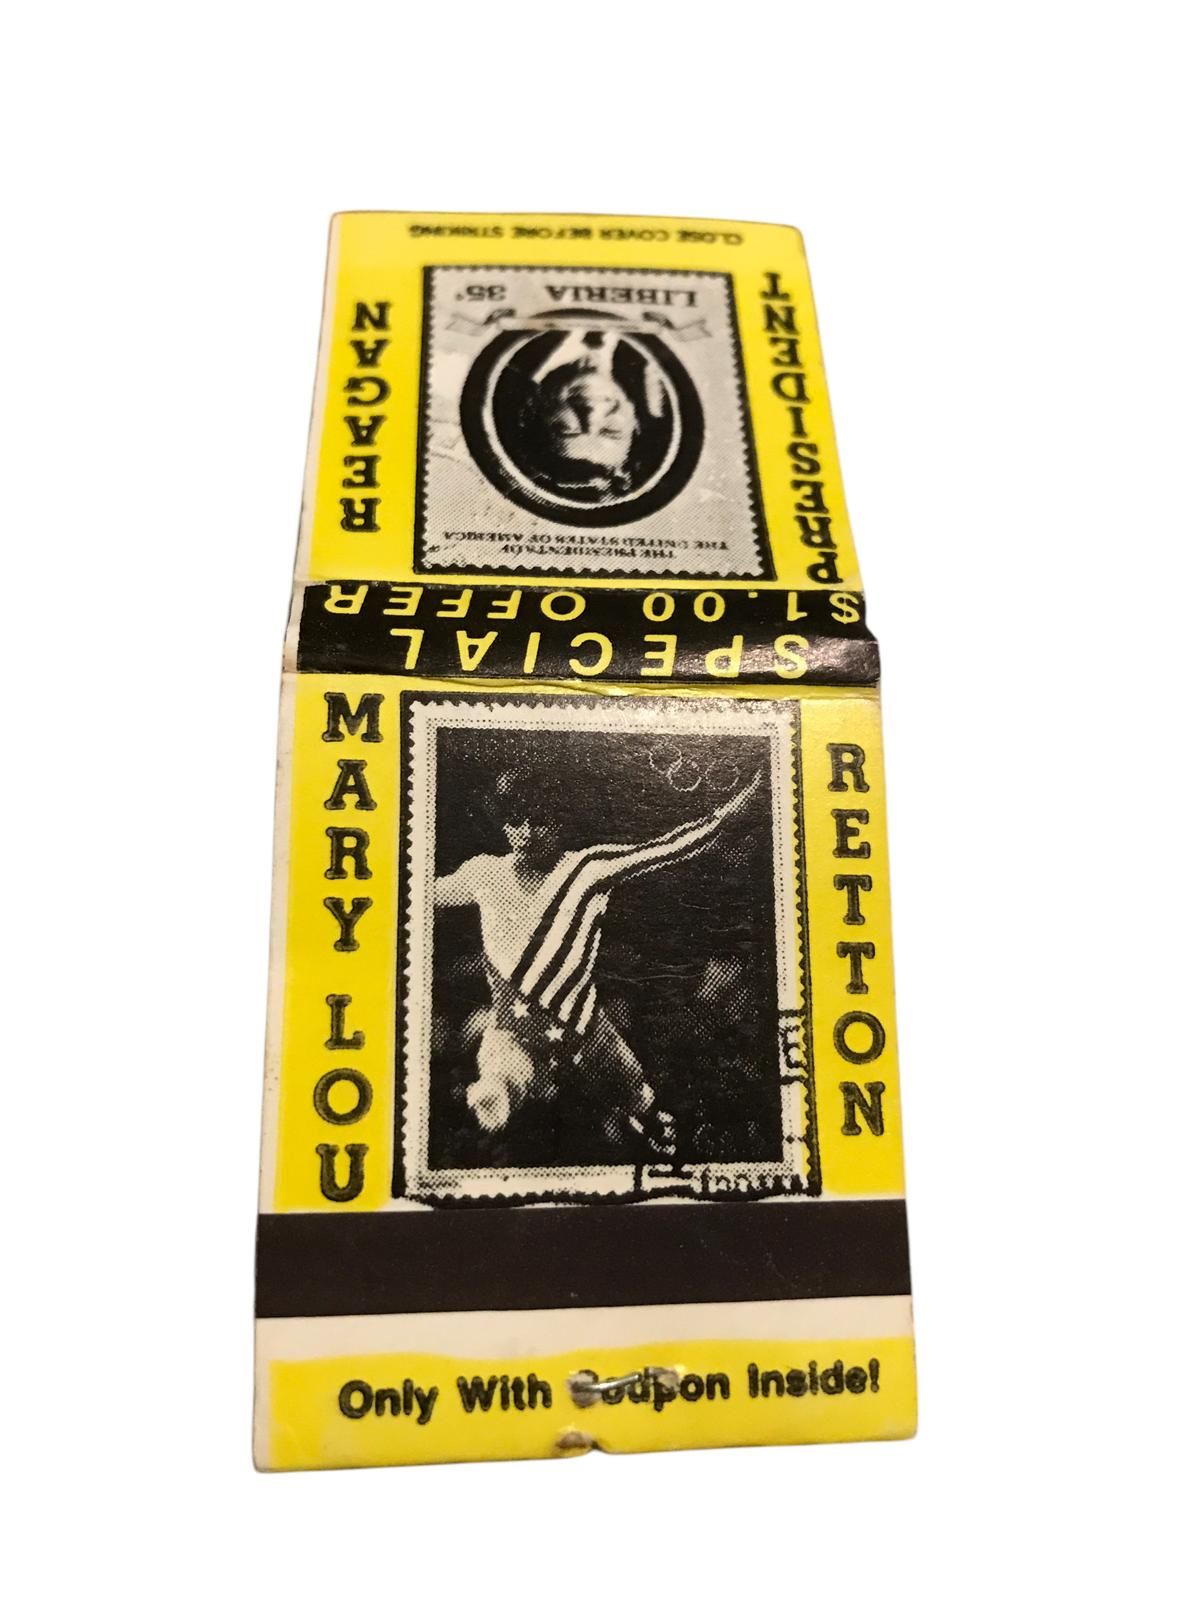 CLOSE COVER BEFORE STRIKING
PRESIDENT
REAGAN
THE PRESIDENTS OF
THE UNITED STATES OF AMERICA
LIBERIA 35¢
SPECIAL
$1.00 OFFER
MARY LOU
RETTON
Only With Coupon Inside!